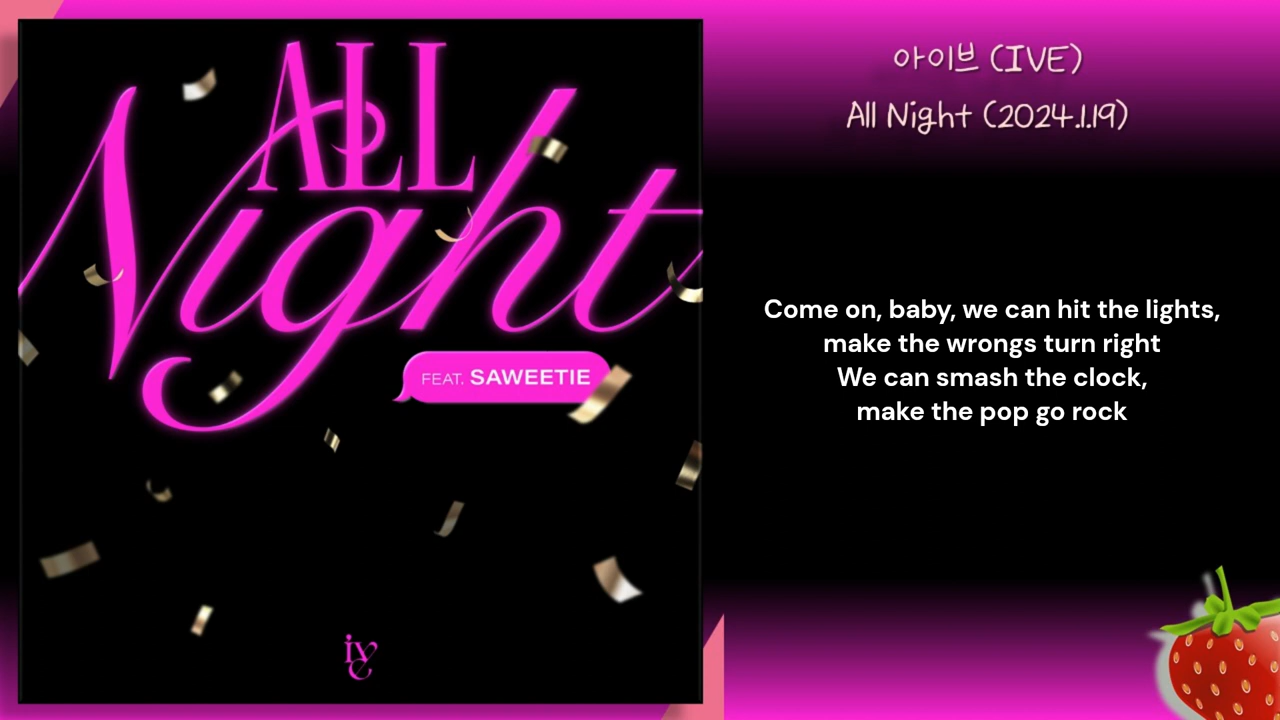 ALL
Night
FEAT. SAWEETIE
ive
아이브 (IVE)
All Night (2024.1.19)
Come on, baby, we can hit the lights,
make the wrongs turn right
We can smash the clock,
make the pop go rock